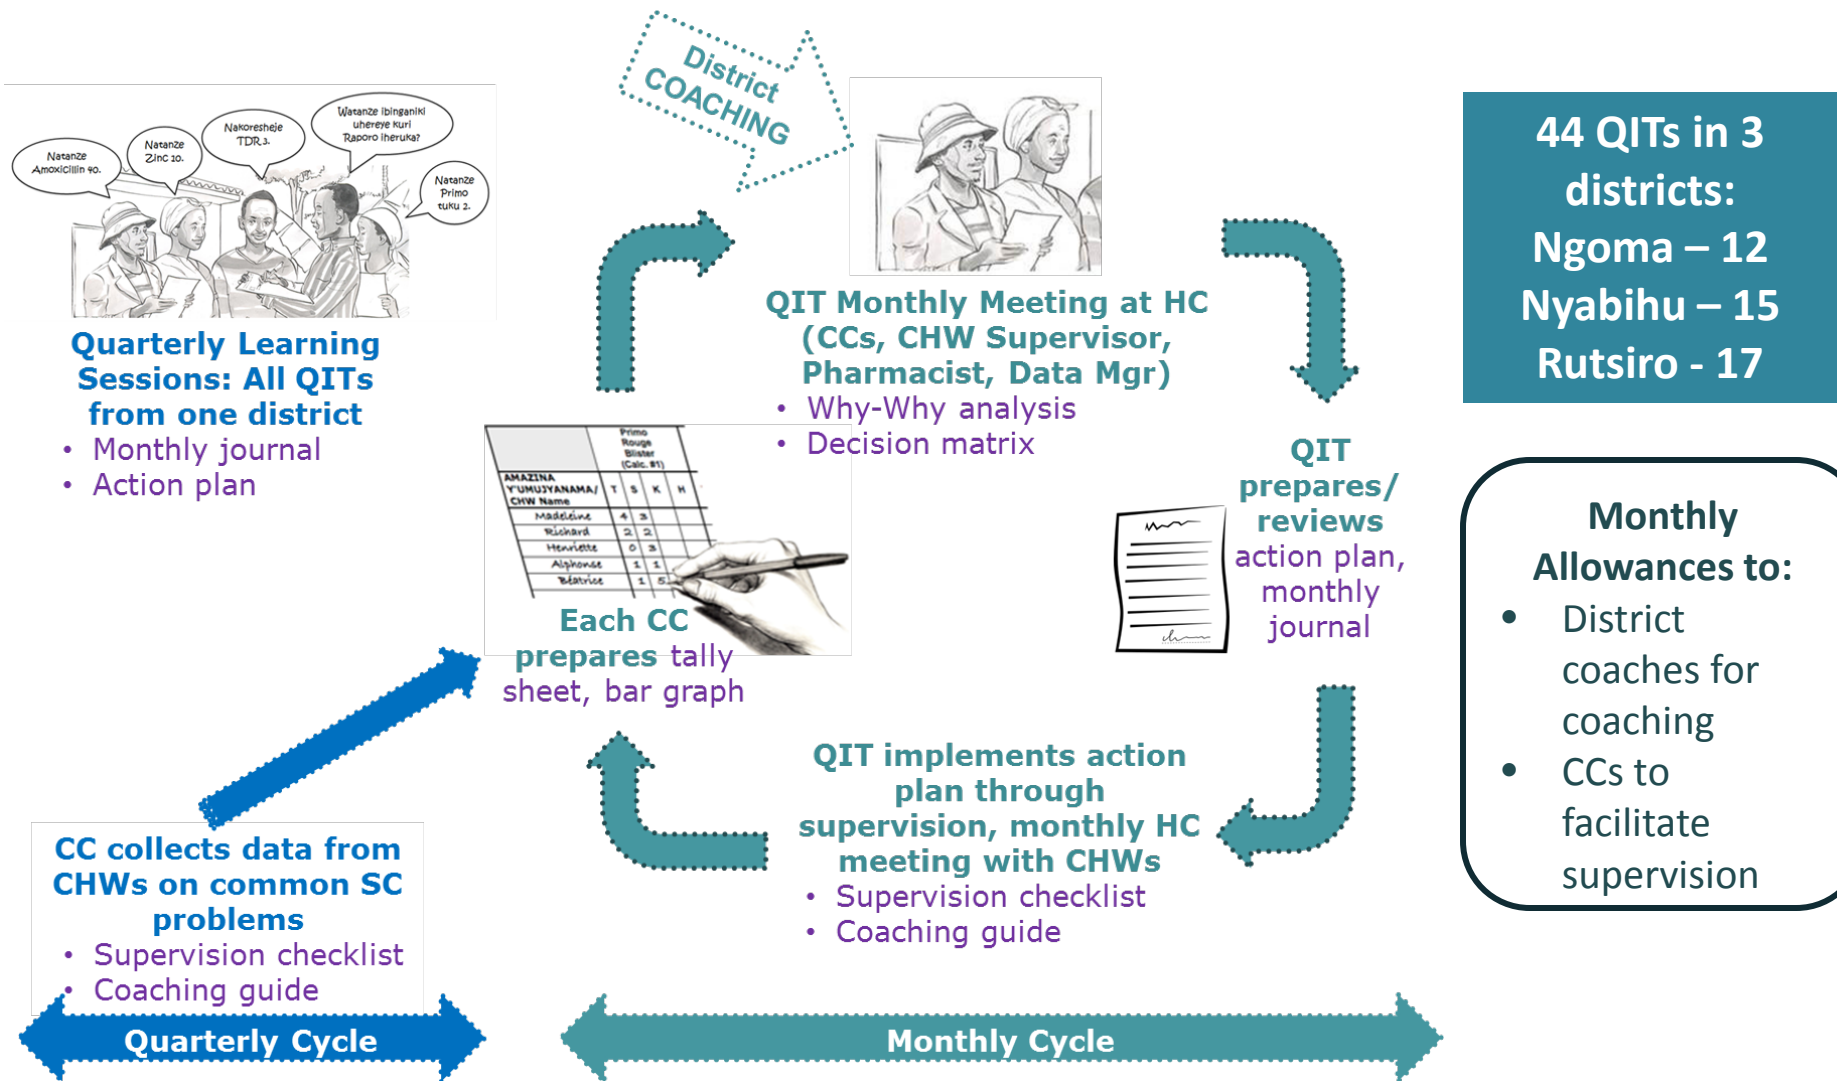 Natanze
Amoxicillin 90.
Natanze
Zinc 10.
Nakoresheje
TDR 3.
Watanze ibinganiki
uhereye kuri
Raporo iheruka?
Natanze
Primo
tuku 2.
Quarterly Learning
Sessions: All QITs
from one district
• Monthly journal
• Action plan
District
COACHING
QIT Monthly Meeting at HC
(CCs, CHW Supervisor,
Pharmacist, Data Mgr)
• Why-Why analysis
• Decision matrix
Primo
Rouge
Blister
(Calc. #1)
AMAZINA
Y'UMUJYANAMA/
CHW Name
T S K H
Madeleine 4 3
Richard 2 2
Henriette 0 3
Alphonse 1 1
Béatrice 1 5
Each CC
prepares tally
sheet, bar graph
QIT
prepares/
reviews
action plan,
monthly
journal
QIT implements action
plan through
supervision, monthly HC
meeting with CHWs
• Supervision checklist
• Coaching guide
CC collects data from
CHWs on common SC
problems
• Supervision checklist
• Coaching guide
Quarterly Cycle
Monthly Cycle
44 QITs in 3
districts:
Ngoma – 12
Nyabihu – 15
Rutsiro - 17
Monthly
Allowances to:
• District
coaches for
coaching
• CCs to
facilitate
supervision